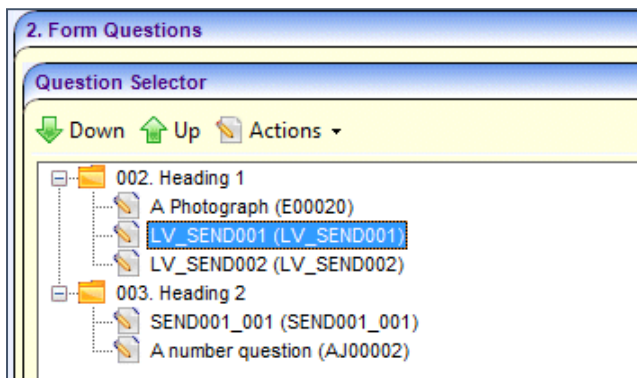 2. Form Questions
Question Selector
Down Up Actions
002. Heading 1
A Photograph (E00020)
LV_SEND001 (LV_SEND001)
LV_SEND002 (LV_SEND002)
003. Heading 2
SEND001_001 (SEND001_001)
A number question (AJ00002)